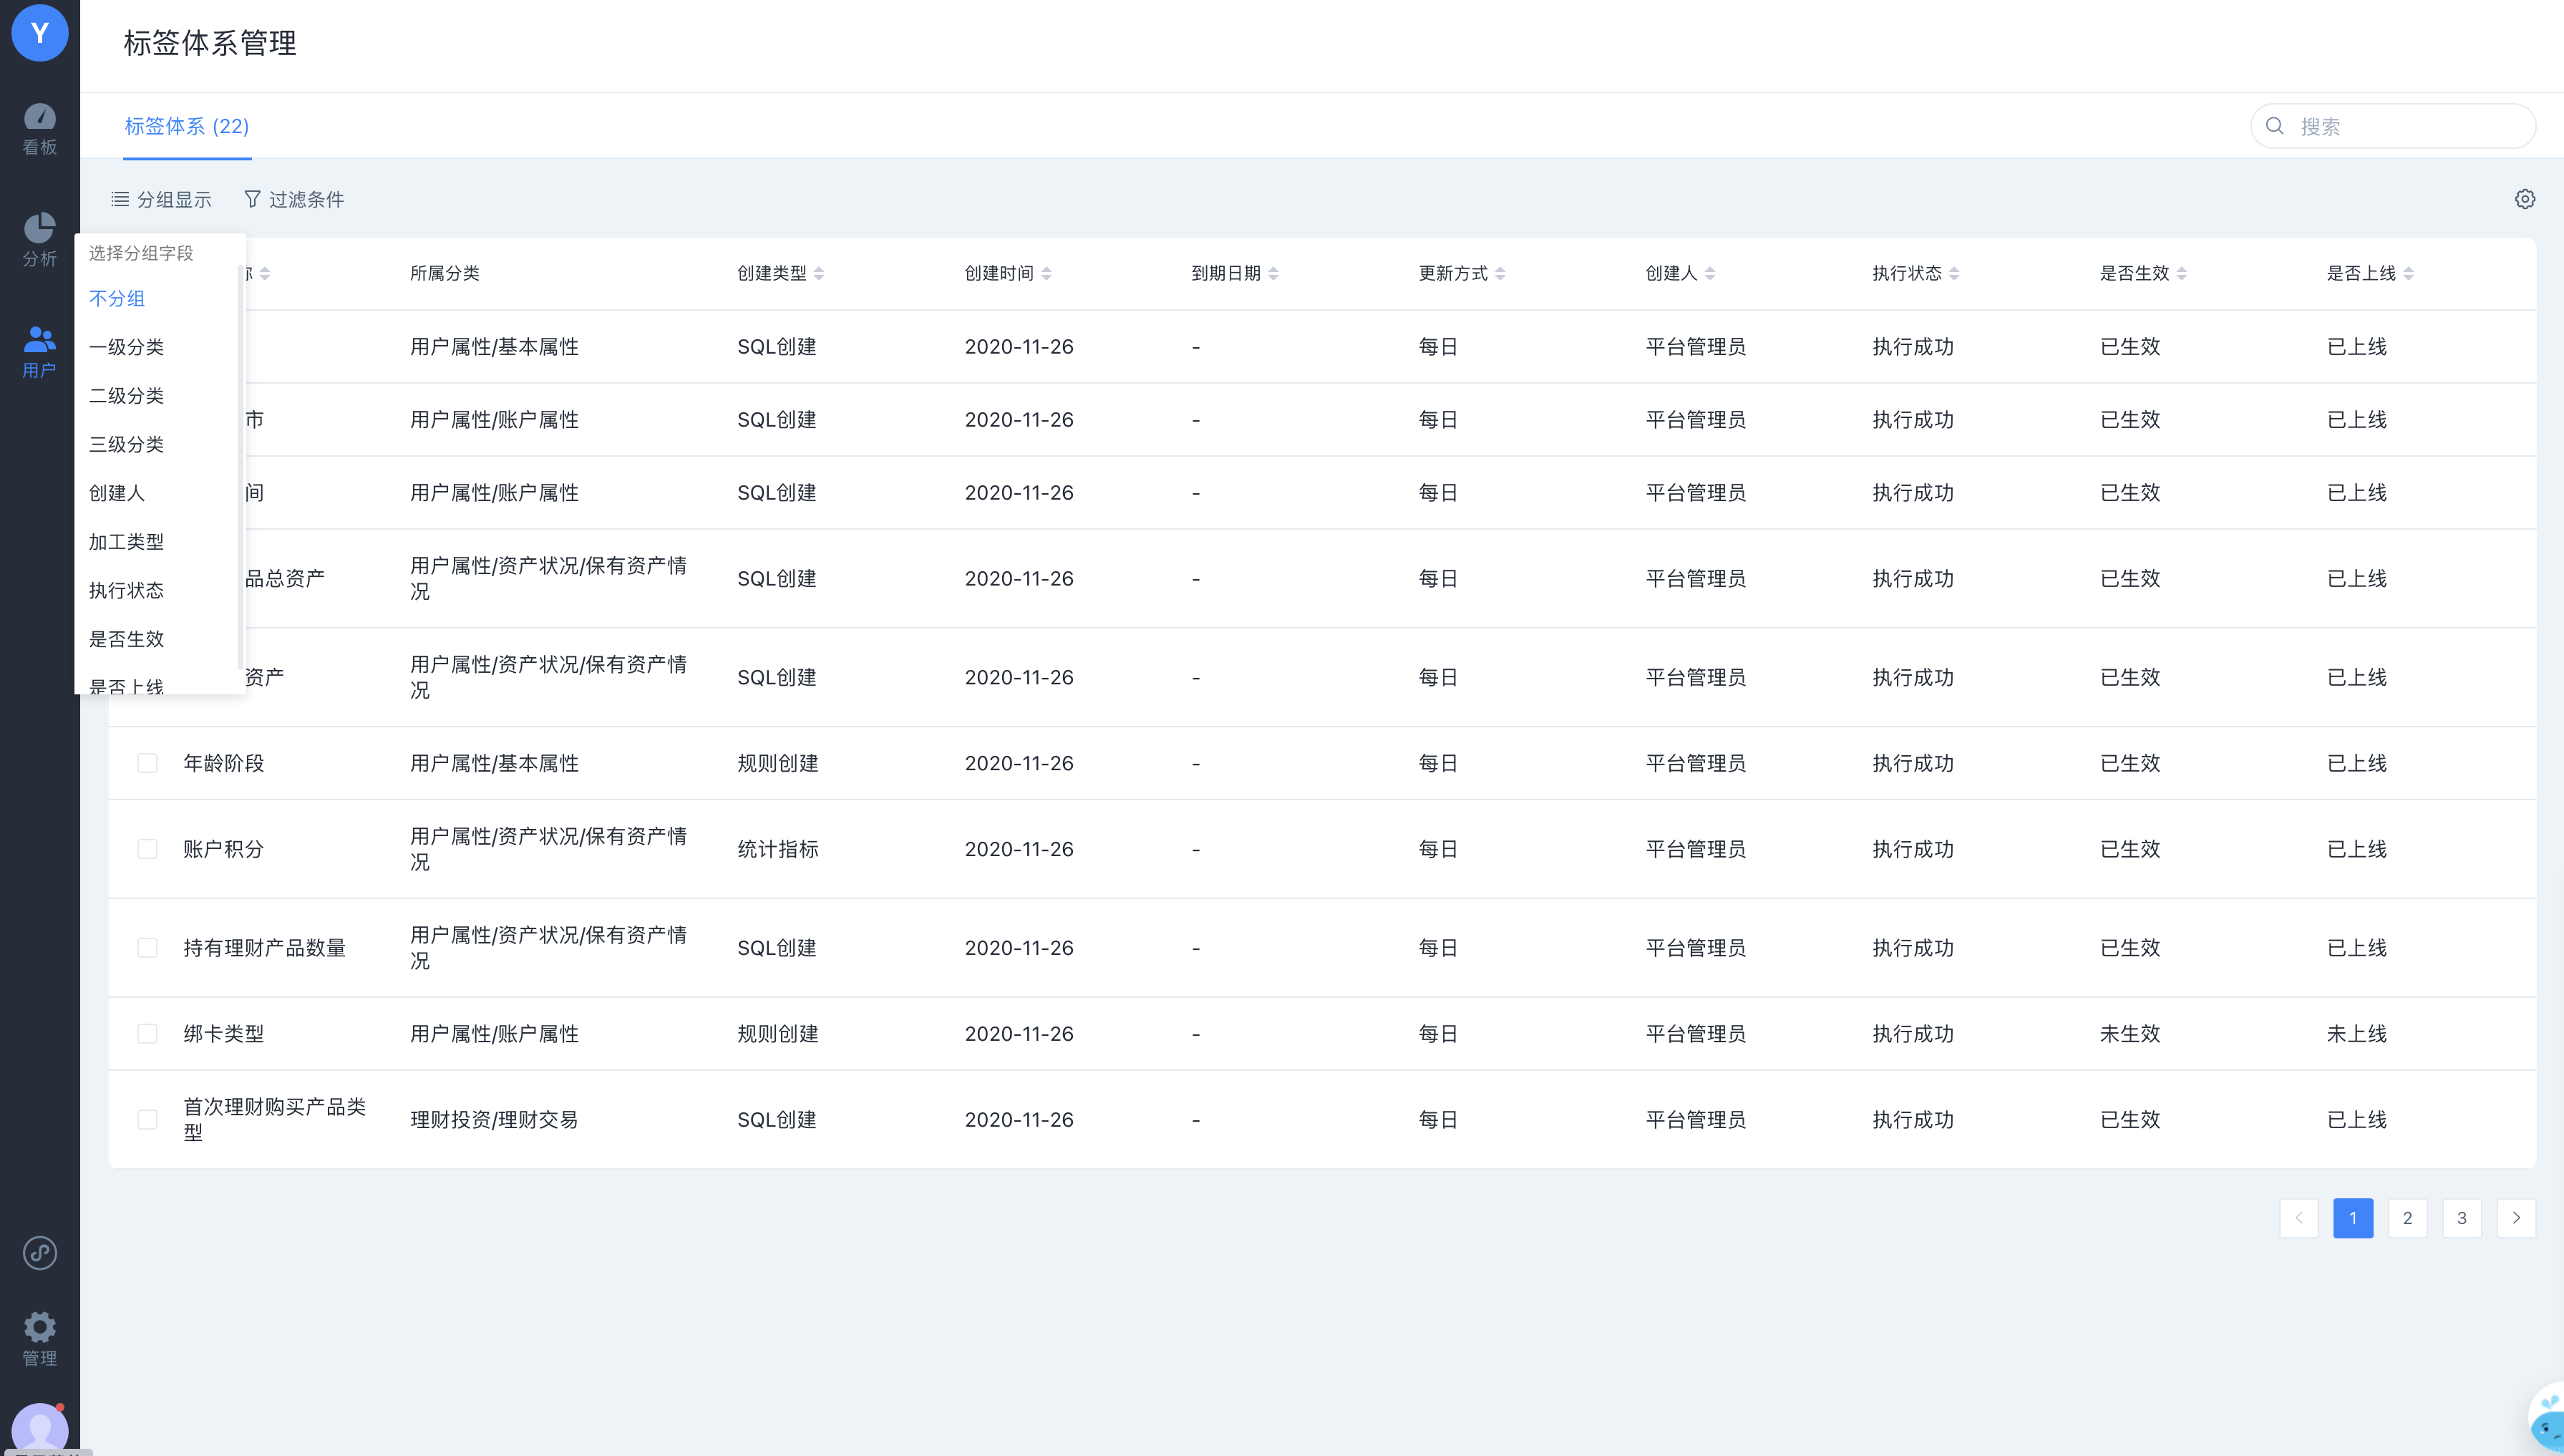 Y
看板
分析
用户
管理
标签体系管理
标签体系 (22)
搜索
分组显示
过滤条件
选择分组字段
不分组
一级分类
二级分类
三级分类
创建人
加工类型
执行状态
是否生效
是否上线
所属分类 创建类型 创建时间 到期日期 更新方式 创建人 执行状态 是否生效 是否上线
用户属性/基本属性 SQL创建 2020-11-26 - 每日 平台管理员 执行成功 已生效 已上线
市 用户属性/账户属性 SQL创建 2020-11-26 - 每日 平台管理员 执行成功 已生效 已上线
间 用户属性/账户属性 SQL创建 2020-11-26 - 每日 平台管理员 执行成功 已生效 已上线
品总资产 用户属性/资产状况/保有资产情 SQL创建 2020-11-26 - 每日 平台管理员 执行成功 已生效 已上线
况
资产 用户属性/资产状况/保有资产情 SQL创建 2020-11-26 - 每日 平台管理员 执行成功 已生效 已上线
况
年龄阶段 用户属性/基本属性 规则创建 2020-11-26 - 每日 平台管理员 执行成功 已生效 已上线
账户积分 用户属性/资产状况/保有资产情 统计指标 2020-11-26 - 每日 平台管理员 执行成功 已生效 已上线
况
持有理财产品数量 用户属性/资产状况/保有资产情 SQL创建 2020-11-26 - 每日 平台管理员 执行成功 已生效 已上线
况
绑卡类型 用户属性/账户属性 规则创建 2020-11-26 - 每日 平台管理员 执行成功 未生效 未上线
首次理财购买产品类 理财投资/理财交易 SQL创建 2020-11-26 - 每日 平台管理员 执行成功 已生效 已上线
型
1 2 3